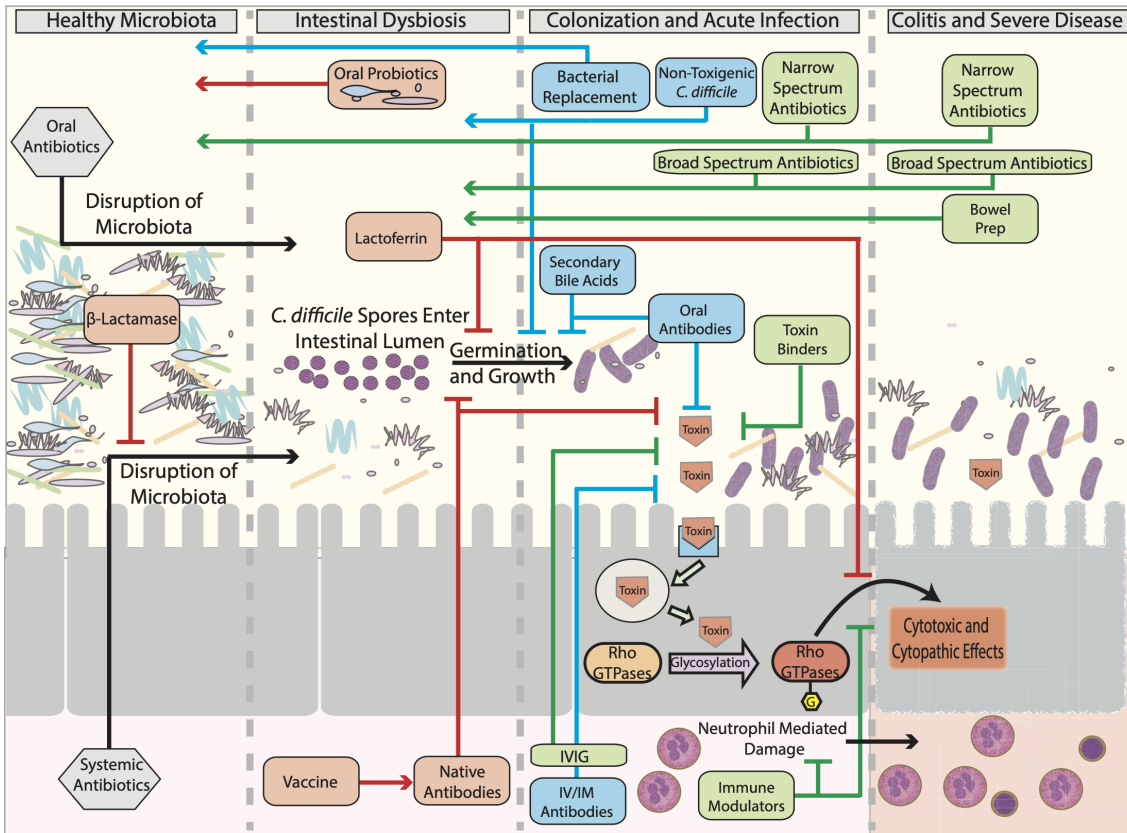 Healthy Microbiota
Intestinal Dysbiosis
Colonization and Acute Infection
Colitis and Severe Disease
Oral Probiotics
Bacterial
Replacement
Non-Toxigenic
C. difficile
Narrow
Spectrum
Antibiotics
Narrow
Spectrum
Antibiotics
Oral
Antibiotics
Broad Spectrum Antibiotics
Broad Spectrum Antibiotics
Disruption of
Microbiota
Lactoferrin
Bowel
Prep
Secondary
Bile Acids
β-Lactamase
C. difficile Spores Enter
Intestinal Lumen
Germination
and Growth
Oral
Antibodies
Toxin
Binders
Toxin
Disruption of
Microbiota
Toxin
Toxin
Toxin
Toxin
Toxin
Rho
GTPases
Glycosylation
Rho
GTPases
G
Cytotoxic and
Cytopathic Effects
Neutrophil Mediated
Damage
Systemic
Antibiotics
Vaccine
Native
Antibodies
IVIG
IV/IM
Antibodies
Immune
Modulators